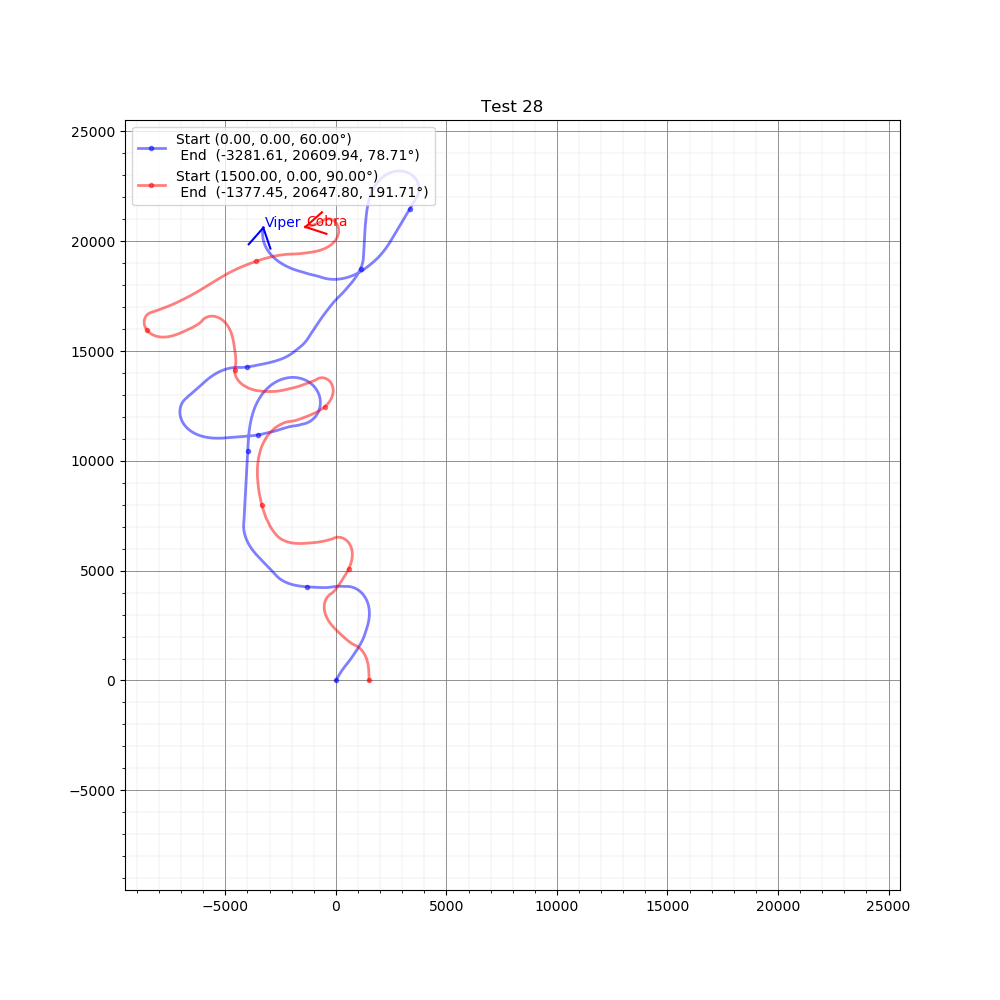 Test 28
Start (0.00, 0.00, 60.00°)
End (-3281.61, 20609.94, 78.71°)
Start (1500.00, 0.00, 90.00°)
End (-1377.45, 20647.80, 191.71°)
Viper
Cobra
25000
20000
15000
10000
5000
0
−5000
−5000
0
5000
10000
15000
20000
25000